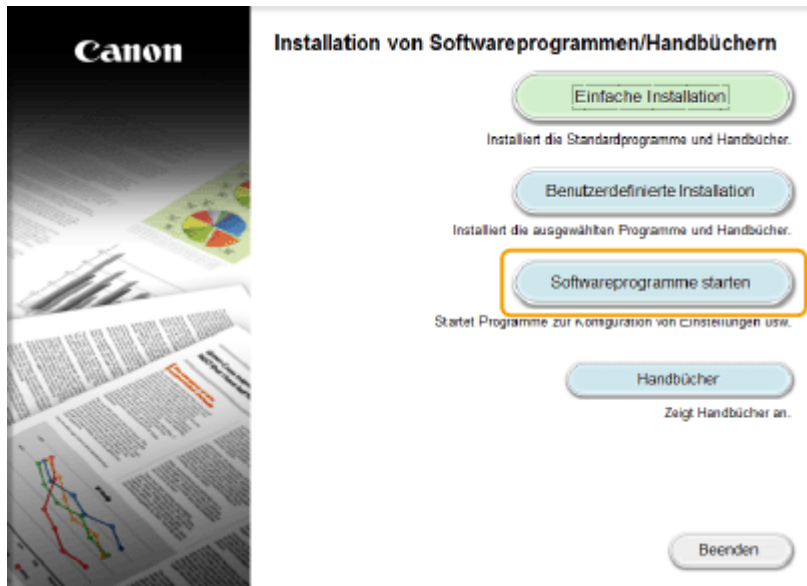 Canon
Installation von Softwareprogrammen/Handbüchern
Einfache Installation
Installiert die Standardprogramme und Handbücher.
Benutzerdefinierte Installation
Installiert die ausgewählten Programme und Handbücher.
Softwareprogramme starten
Startet Programme zur Konfiguration von Einstellungen usw.
Handbücher
Zeigt Handbücher an.
Beenden